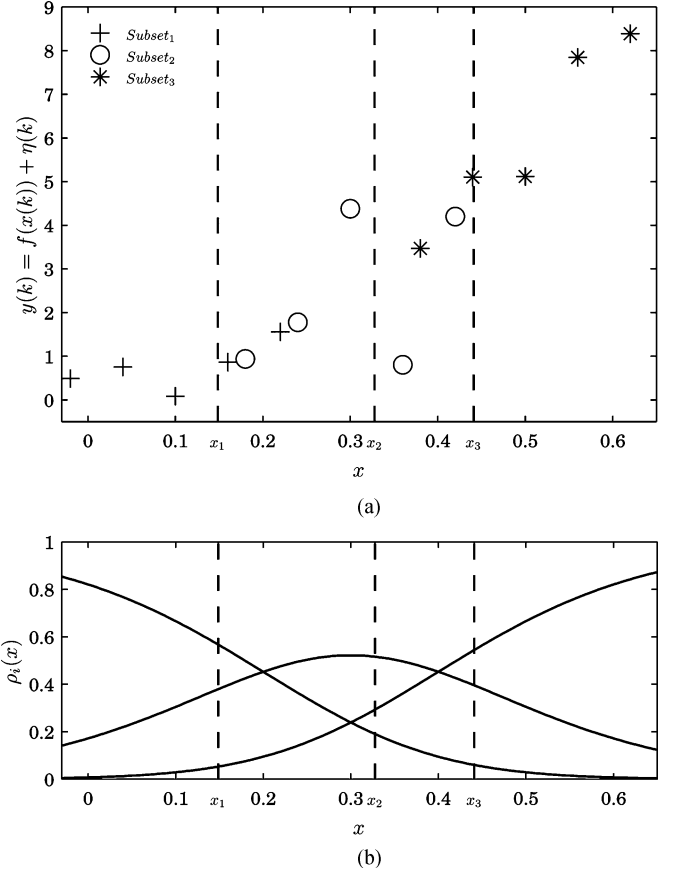 9
8
7
6
5
4
3
2
1
0
y(k) = f(x(k)) + η(k)
Subset₁
Subset₂
Subset₃
0 0.1 x₁ 0.2 0.3 x₂ 0.4 x₃ 0.5 0.6
x
(a)
1
0.8
0.6
0.4
0.2
0
ρᵢ(x)
0 0.1 x₁ 0.2 0.3 x₂ 0.4 x₃ 0.5 0.6
x
(b)